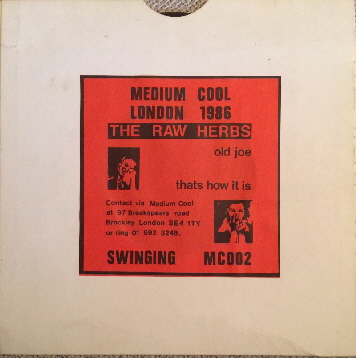 MEDIUM COOL
LONDON 1986
THE RAW HERBS
old joe
thats how it is
Contact via Medium Cool
at 37 Breakspears road
Brockley London SE4 1TY
or ring 01 692 3240.
SWINGING MC002